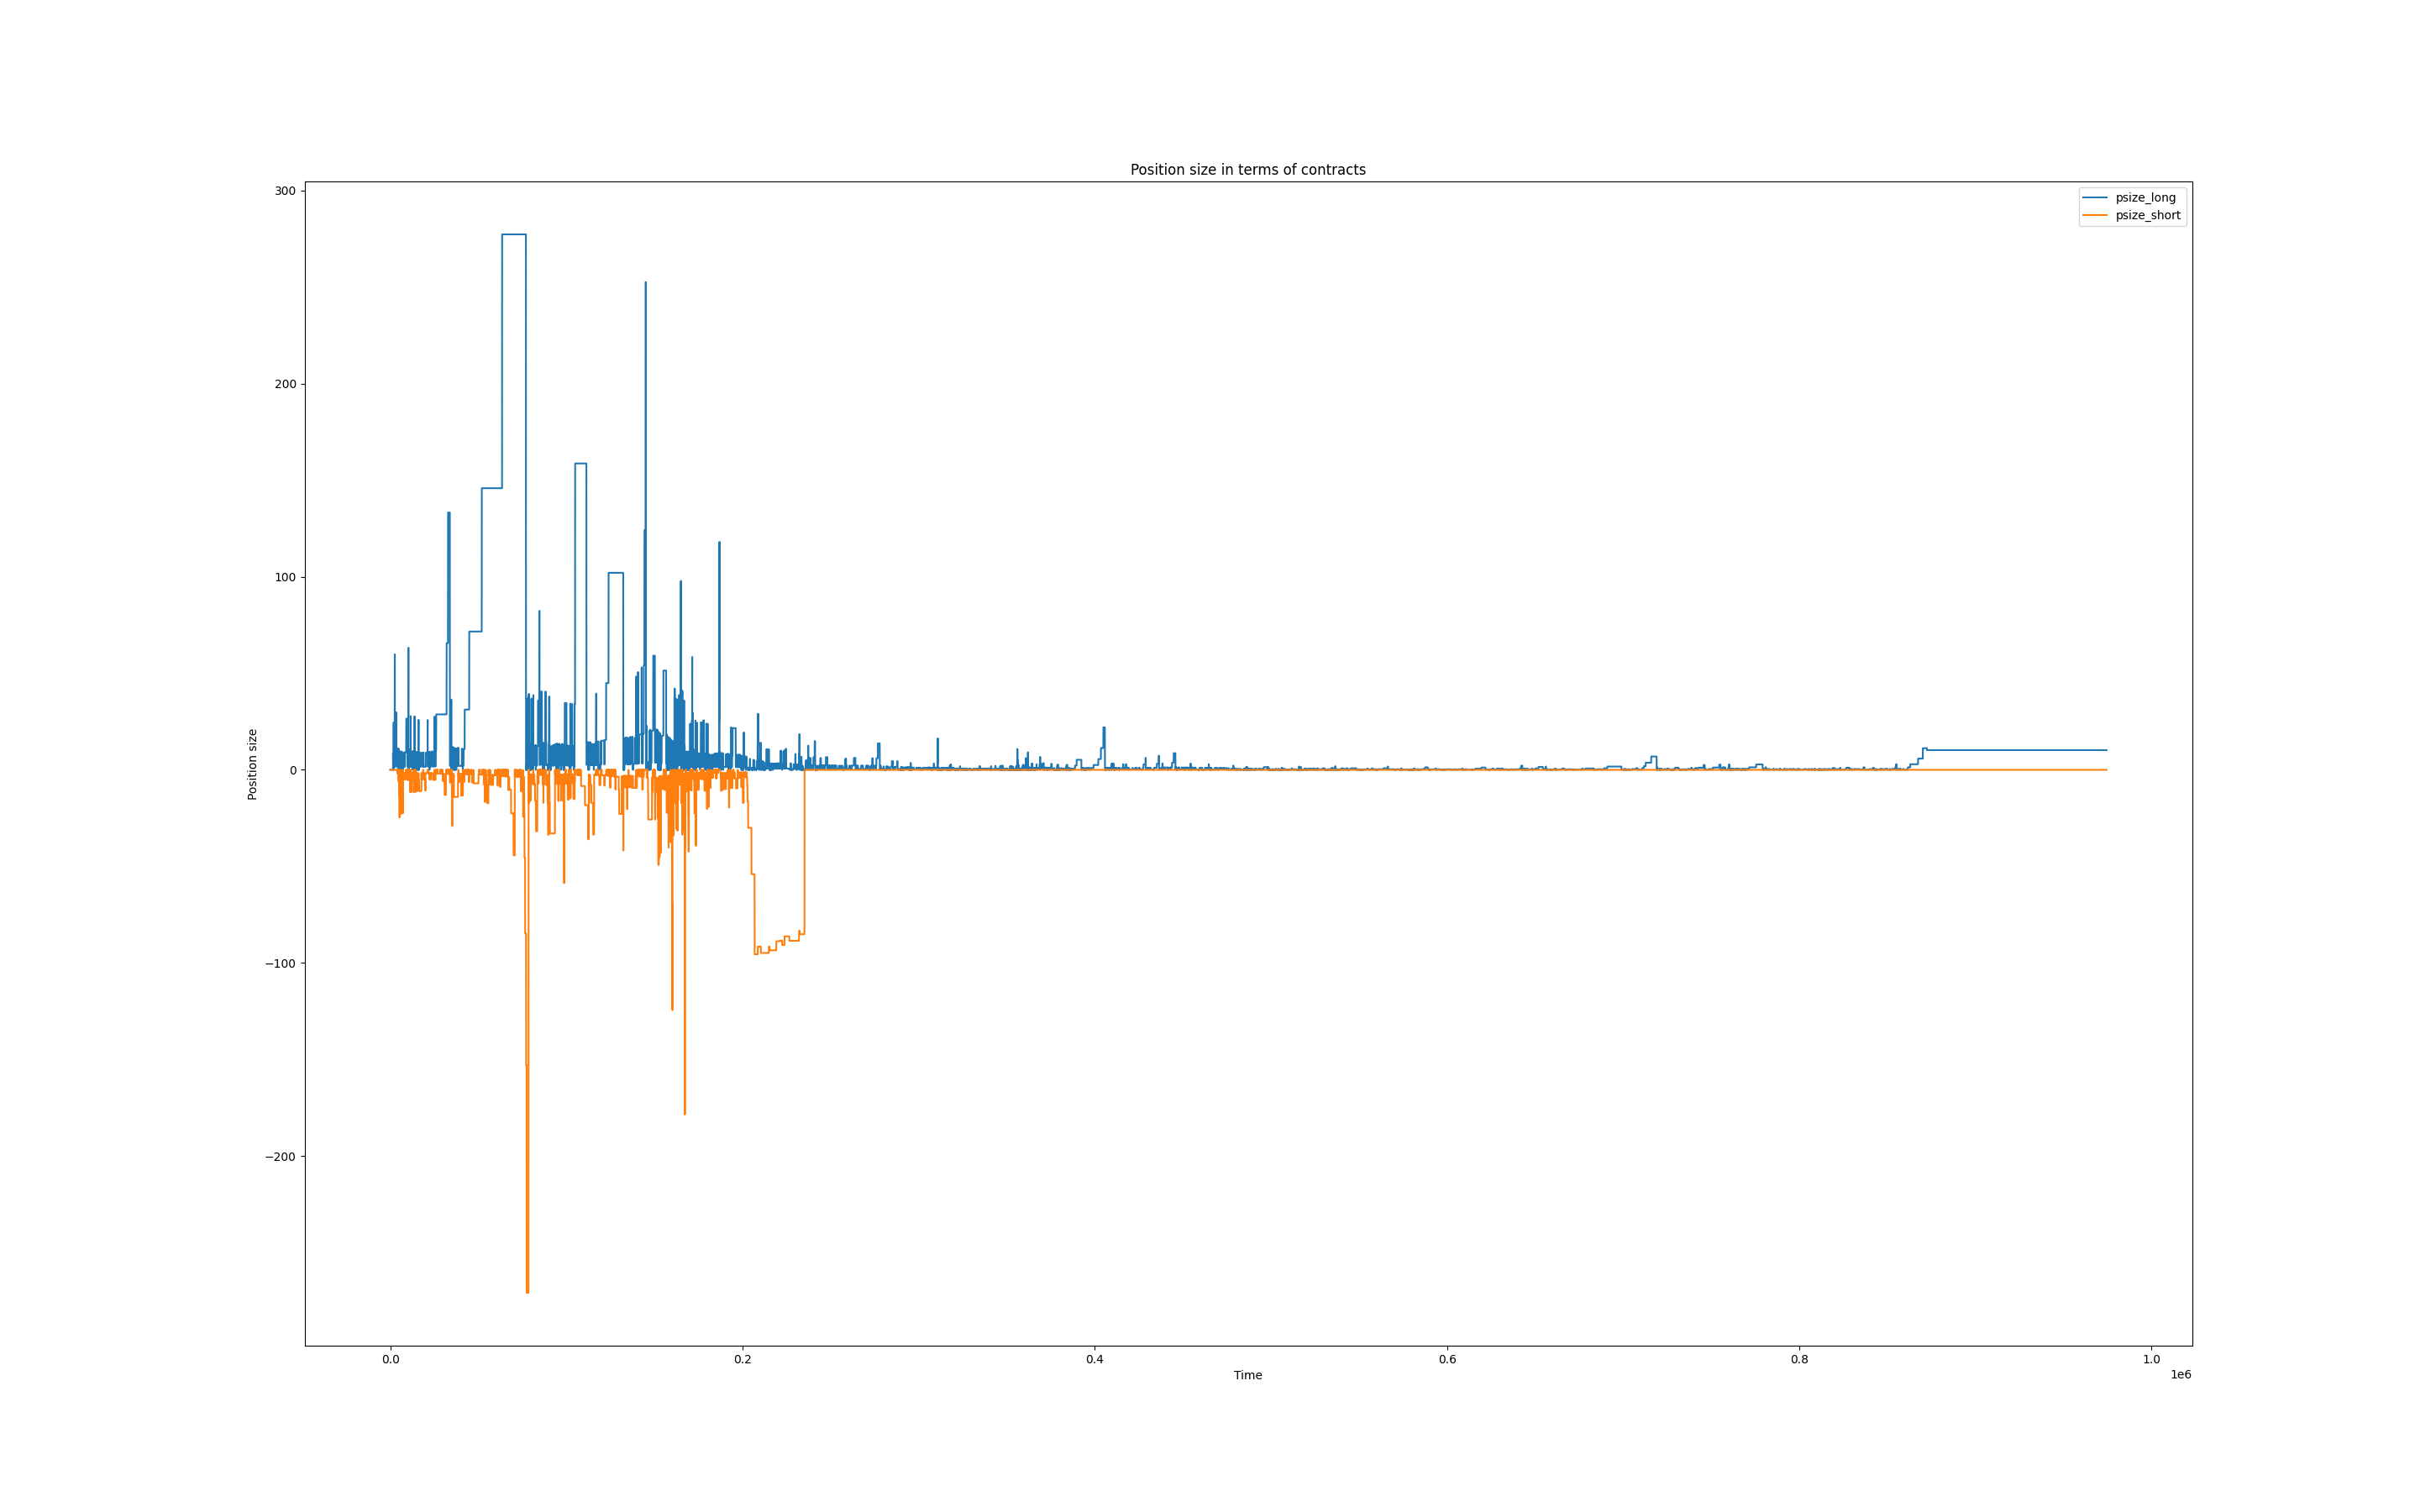 Position size in terms of contracts
psize_long
psize_short
300
200
100
0
−100
−200
Position size
0.0
0.2
0.4
0.6
0.8
1.0
Time
1e6